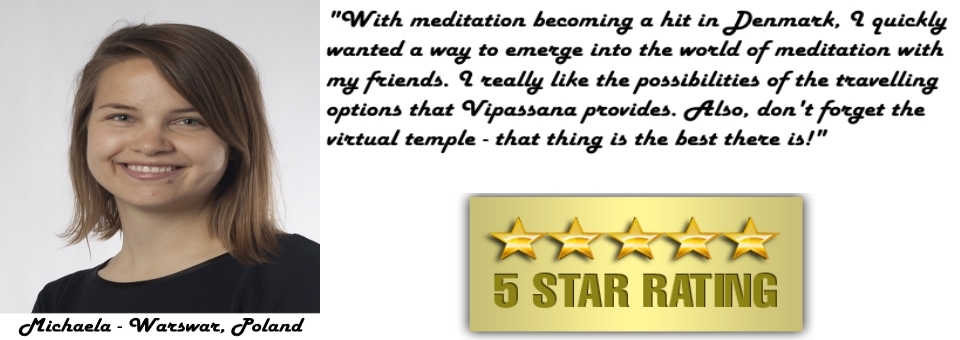 "With meditation becoming a hit in Denmark, I quickly
wanted a way to emerge into the world of meditation with
my friends. I really like the possibilities of the travelling
options that Vipassana provides. Also, don't forget the
virtual temple - that thing is the best there is!"
5 STAR RATING
Michaela - Warswar, Poland